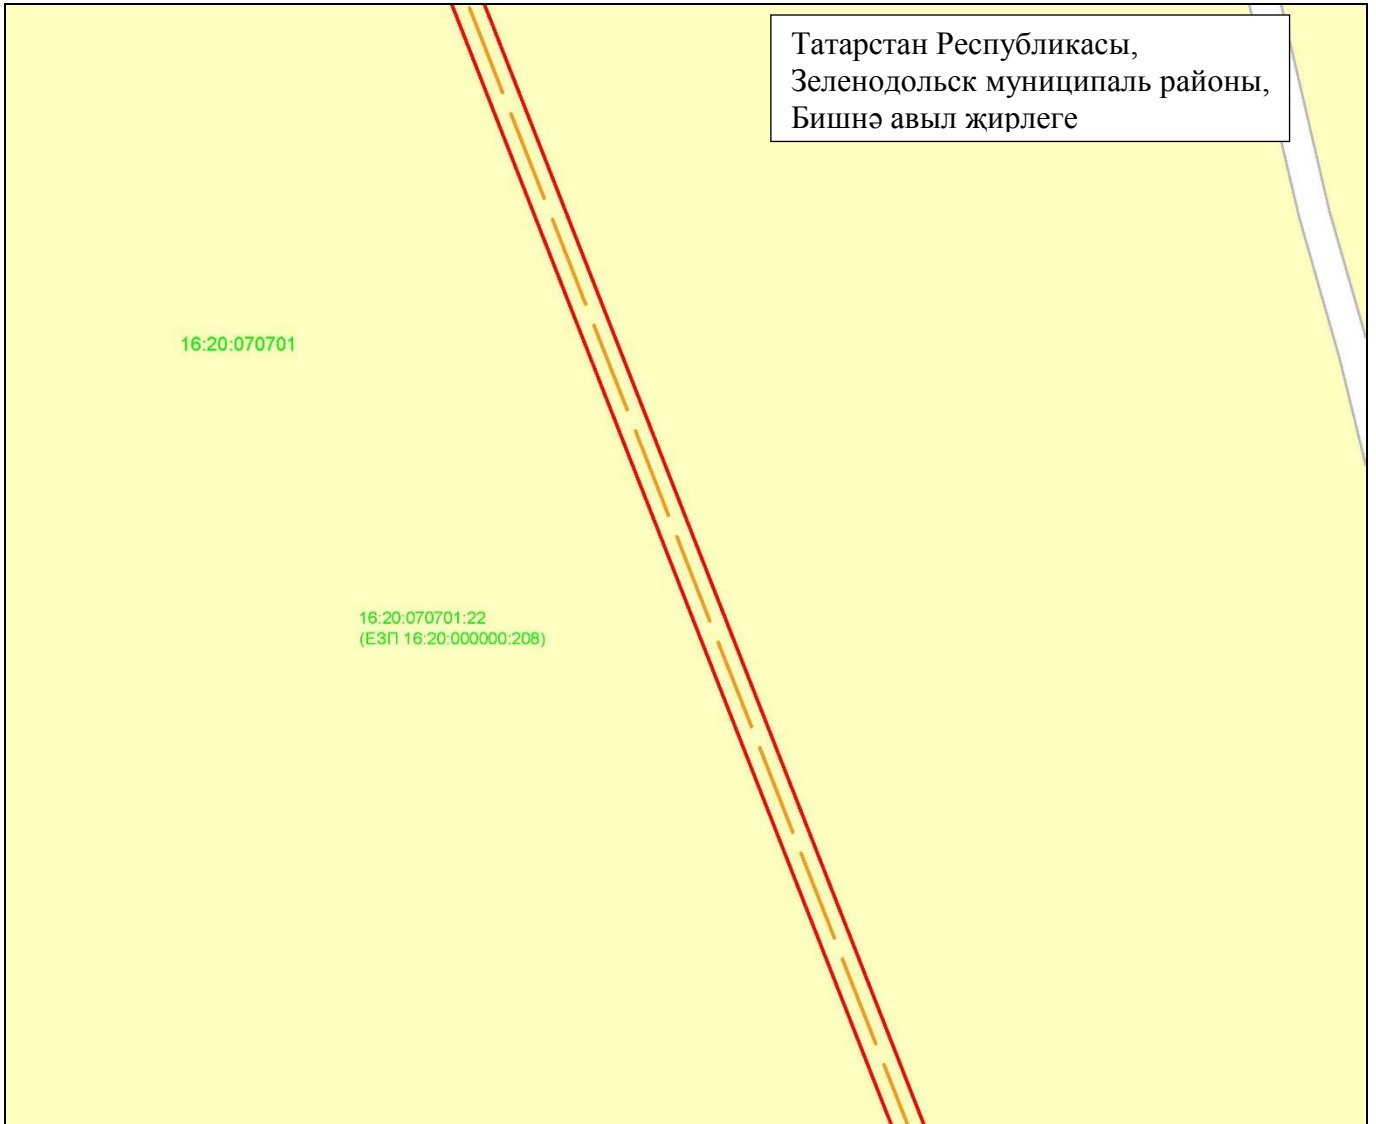 Татарстан Республикасы,
Зеленодольск муниципаль районы,
Бишнә авыл җирлеге
16:20:070701
16:20:070701:22
(ЕЗП 16:20:000000:208)